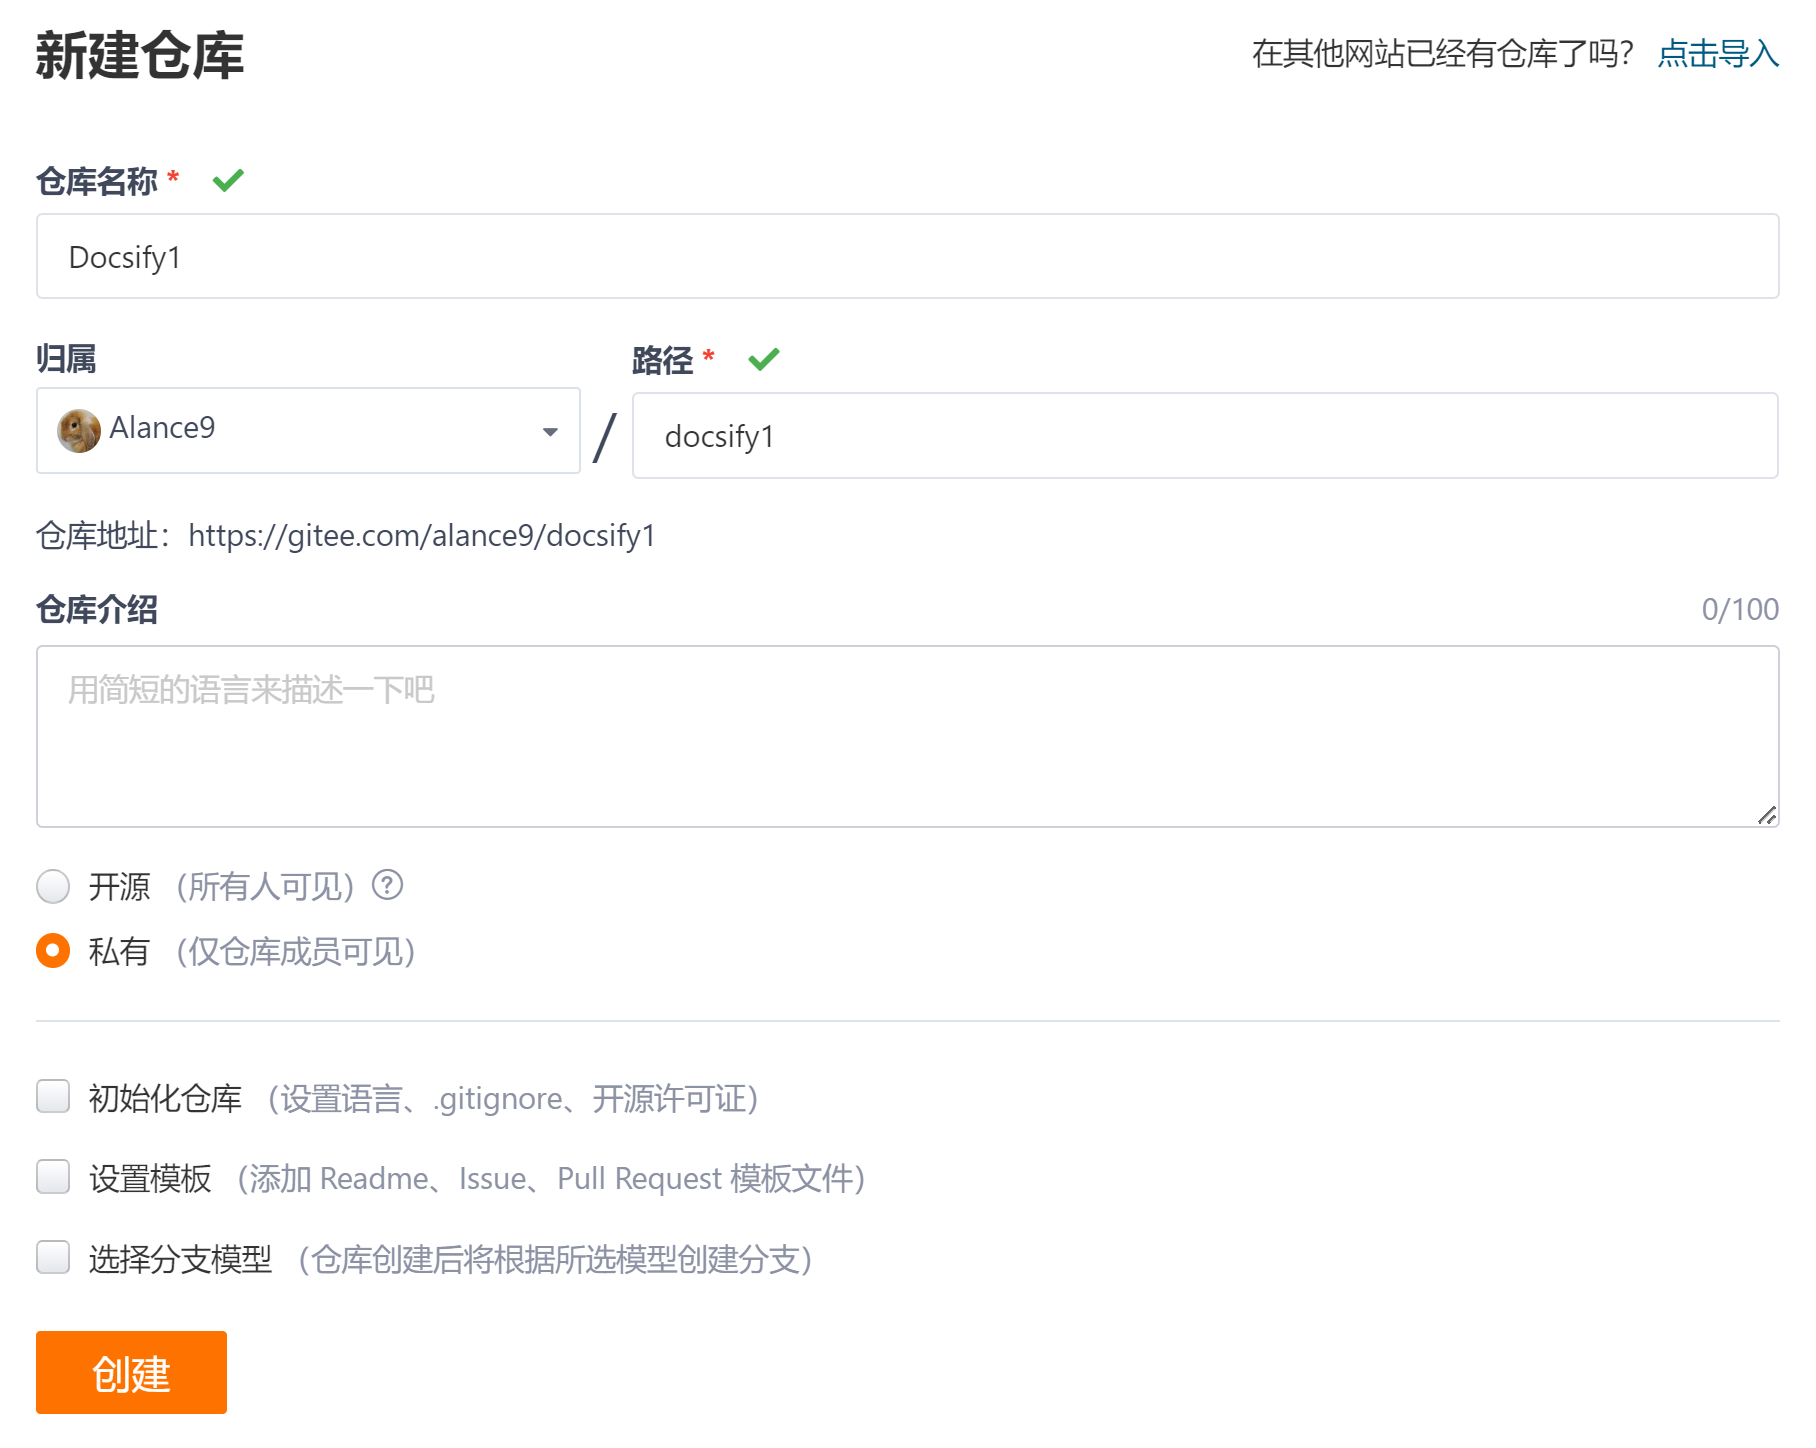 新建仓库
在其他网站已经有仓库了吗？ 点击导入
仓库名称 *
Docsify1
归属
路径 *
Alance9 / docsify1
仓库地址：https://gitee.com/alance9/docsify1
仓库介绍 0/100
用简短的语言来描述一下吧
开源 （所有人可见） ?
私有 （仅仓库成员可见）
初始化仓库 （设置语言、.gitignore、开源许可证）
设置模板 （添加 Readme、Issue、Pull Request 模板文件）
选择分支模型 （仓库创建后将根据所选模型创建分支）
创建